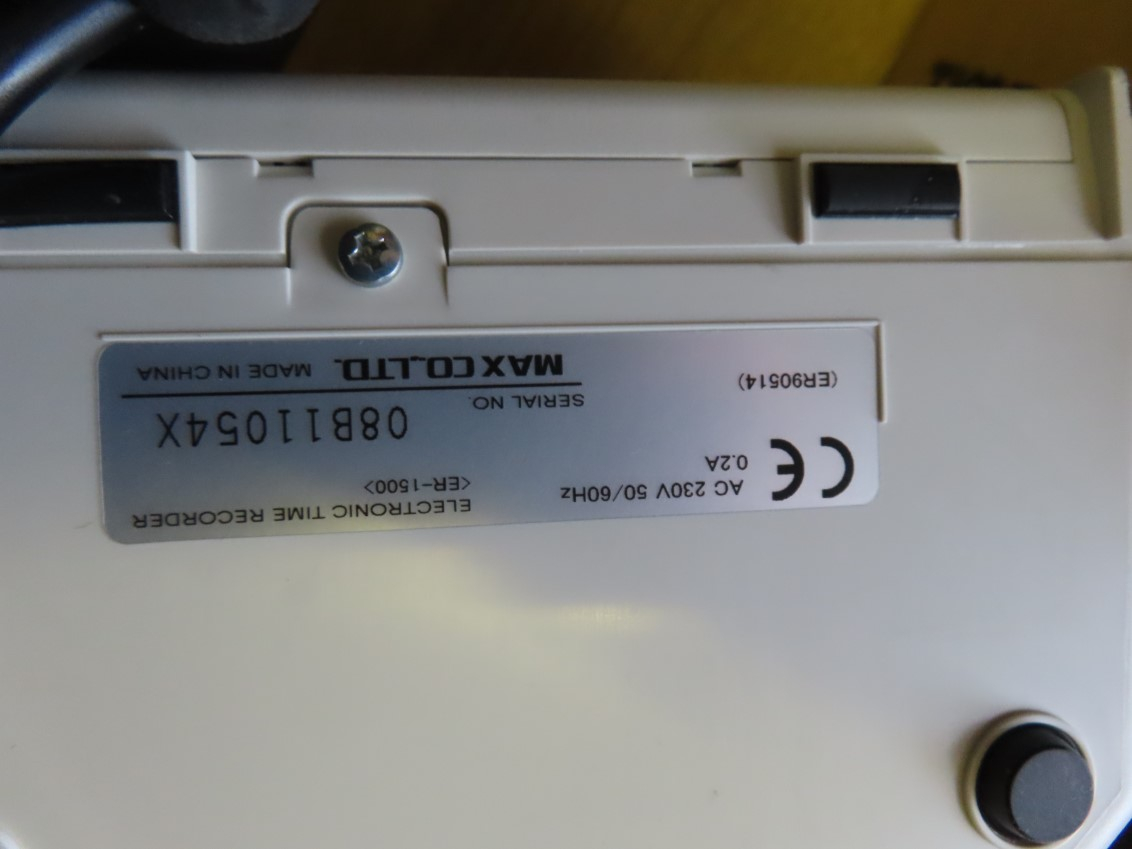 ELECTRONIC TIME RECORDER
<ER-1500>
AC 230V 50/60Hz
0.2A
CE
SERIAL NO.
08B11054X
(ER90514)
MAX CO.,LTD. MADE IN CHINA